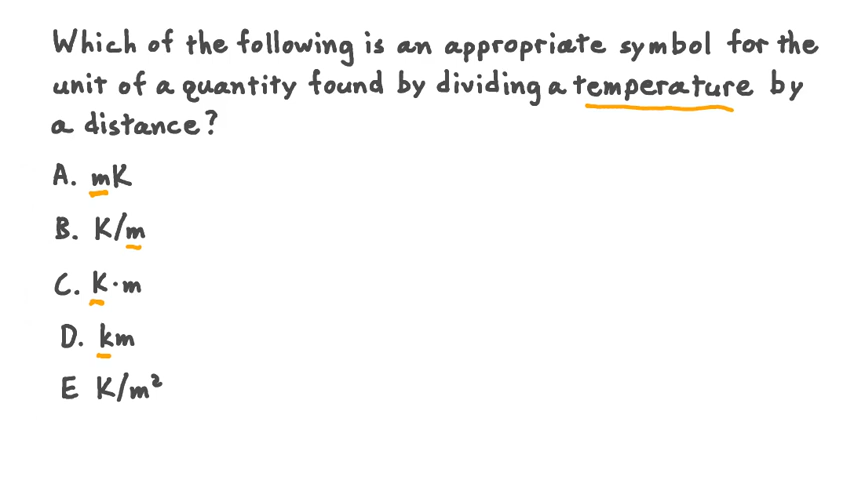 Which of the following is an appropriate symbol for the
unit of a quantity found by dividing a temperature by
a distance?
A. mK
B. K/m
C. K·m
D. km
E K/m²